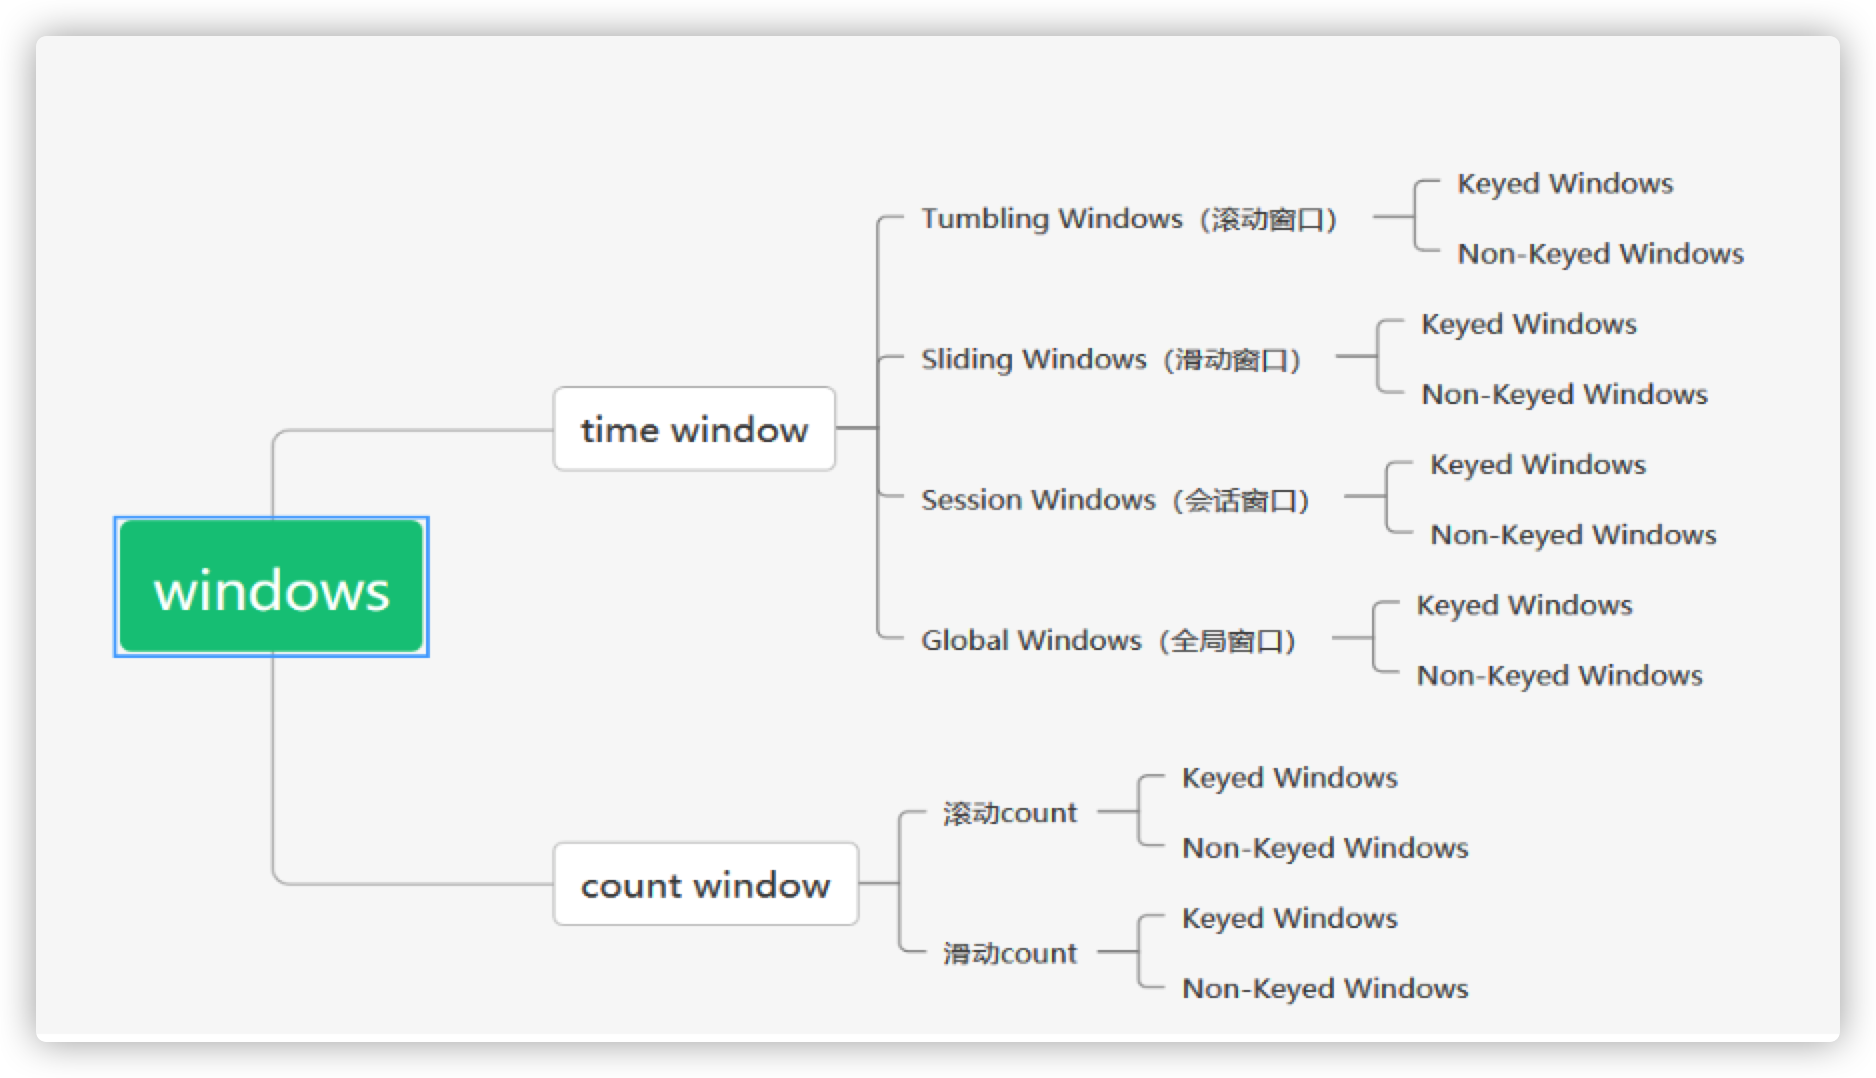 windows
time window
Tumbling Windows（滚动窗口）
Keyed Windows
Non-Keyed Windows
Sliding Windows（滑动窗口）
Keyed Windows
Non-Keyed Windows
Session Windows（会话窗口）
Keyed Windows
Non-Keyed Windows
Global Windows（全局窗口）
Keyed Windows
Non-Keyed Windows
count window
滚动count
Keyed Windows
Non-Keyed Windows
滑动count
Keyed Windows
Non-Keyed Windows